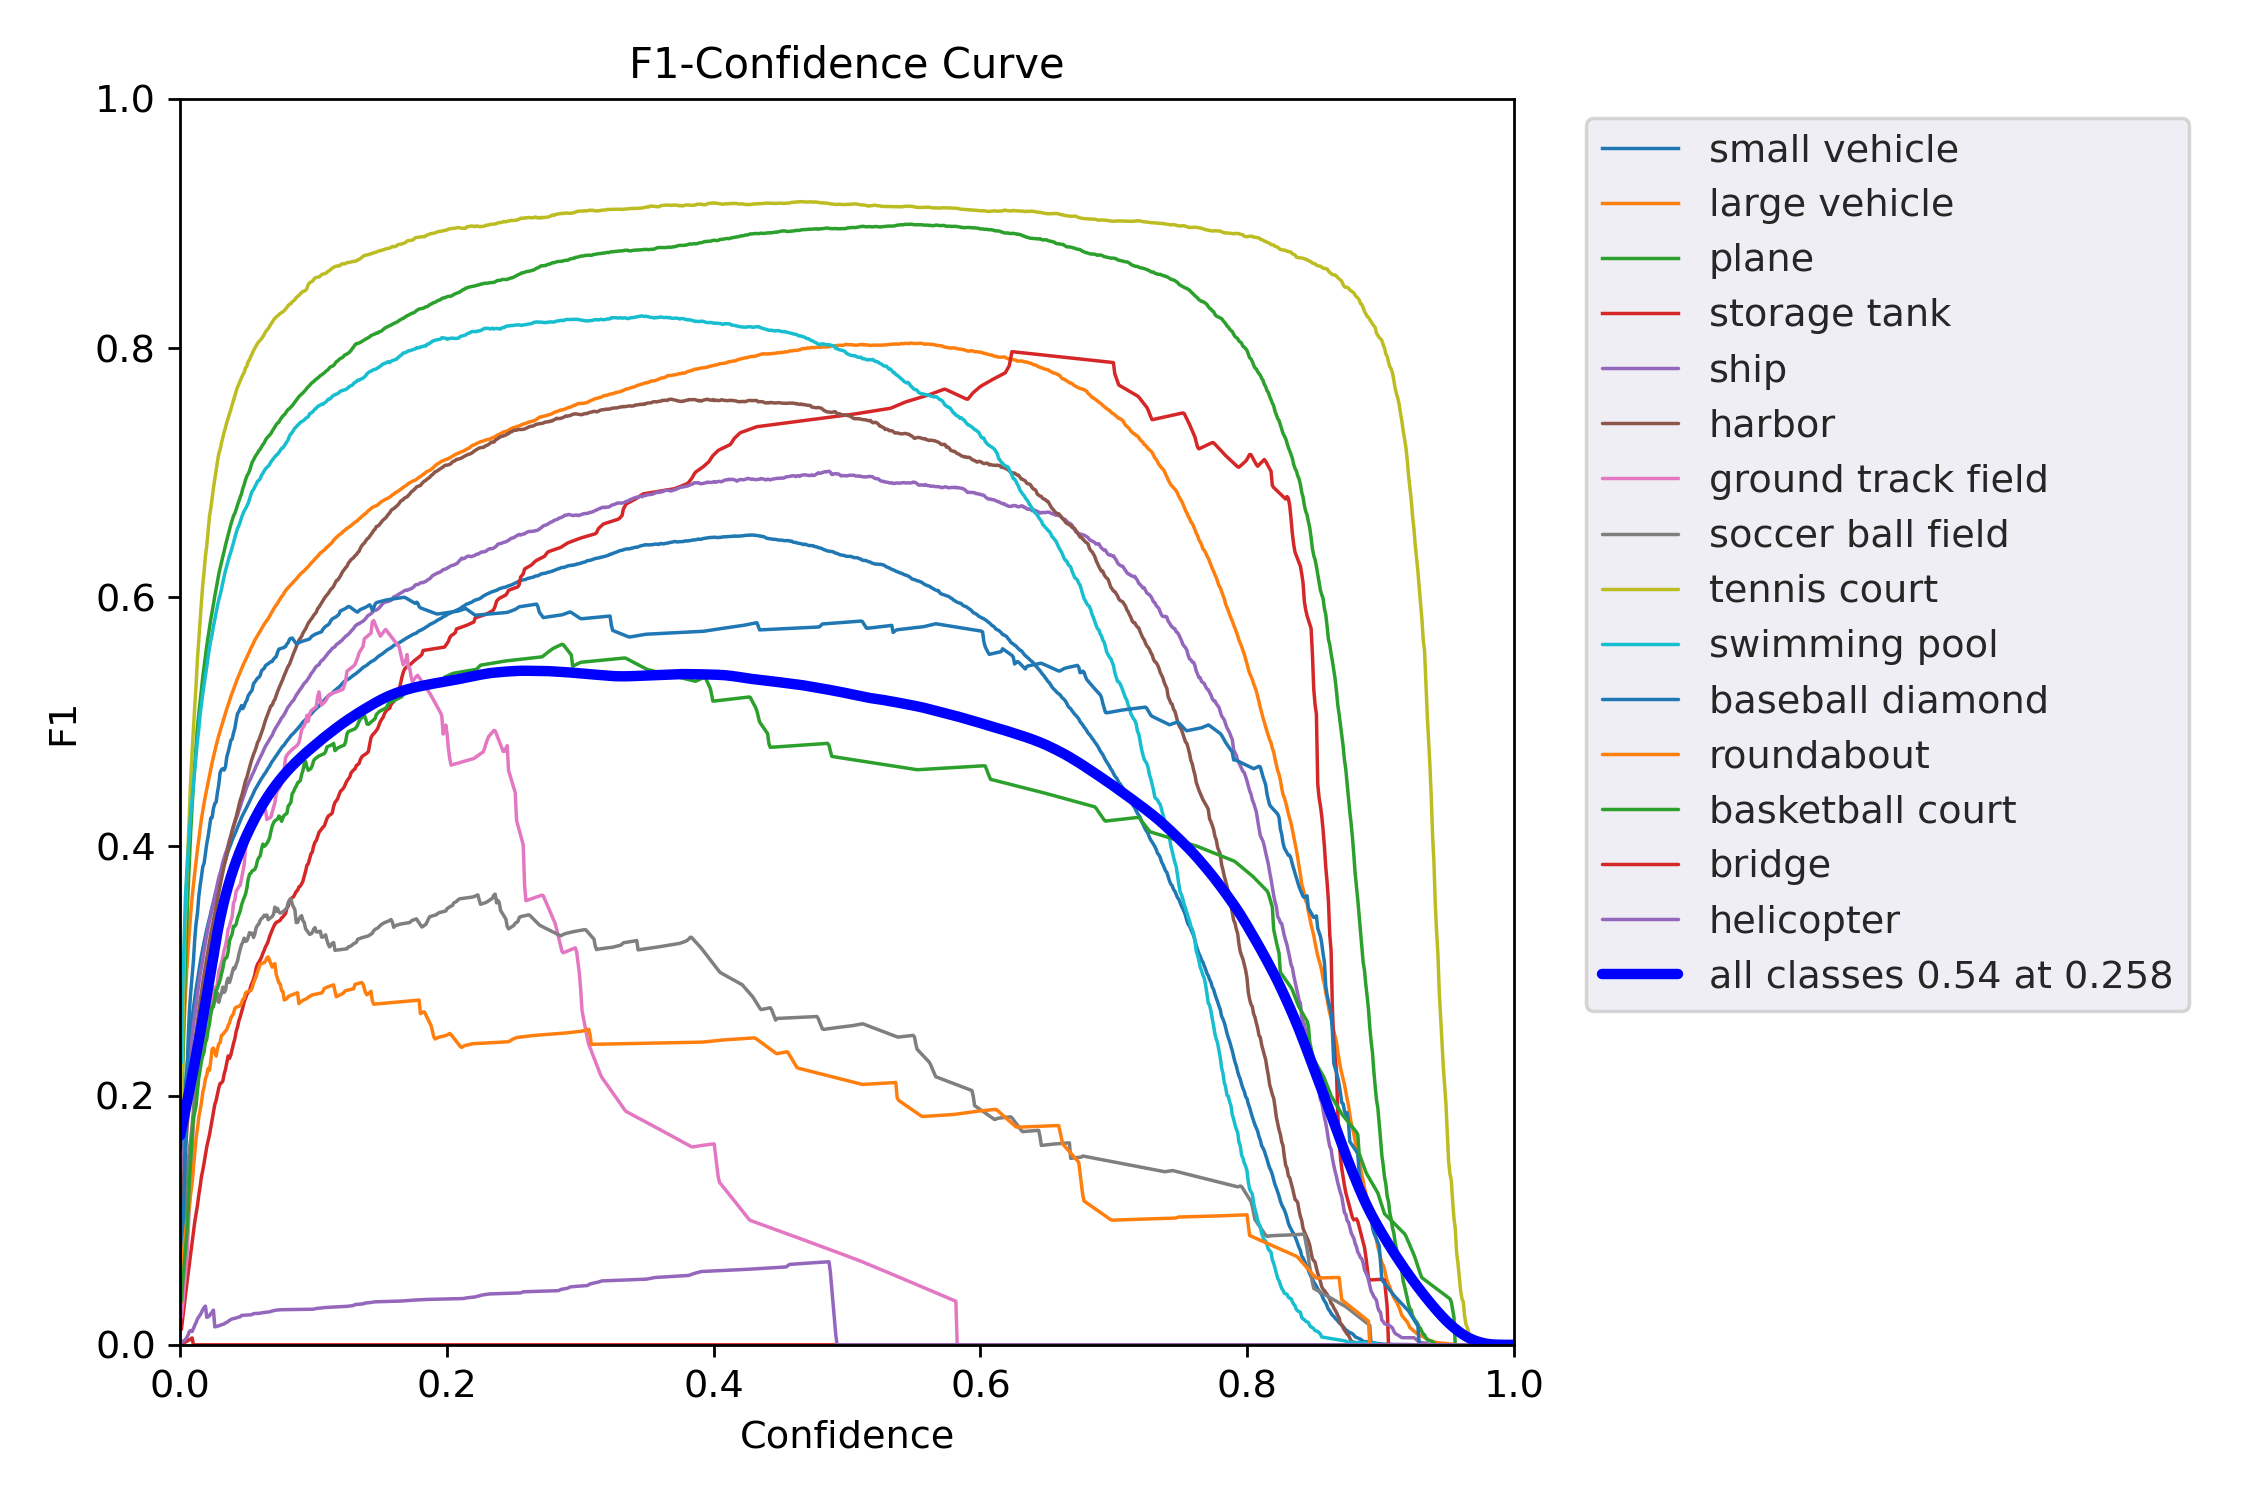 F1-Confidence Curve
1.0
0.8
0.6
0.4
0.2
0.0
F1
0.0 0.2 0.4 0.6 0.8 1.0
Confidence
small vehicle
large vehicle
plane
storage tank
ship
harbor
ground track field
soccer ball field
tennis court
swimming pool
baseball diamond
roundabout
basketball court
bridge
helicopter
all classes 0.54 at 0.258